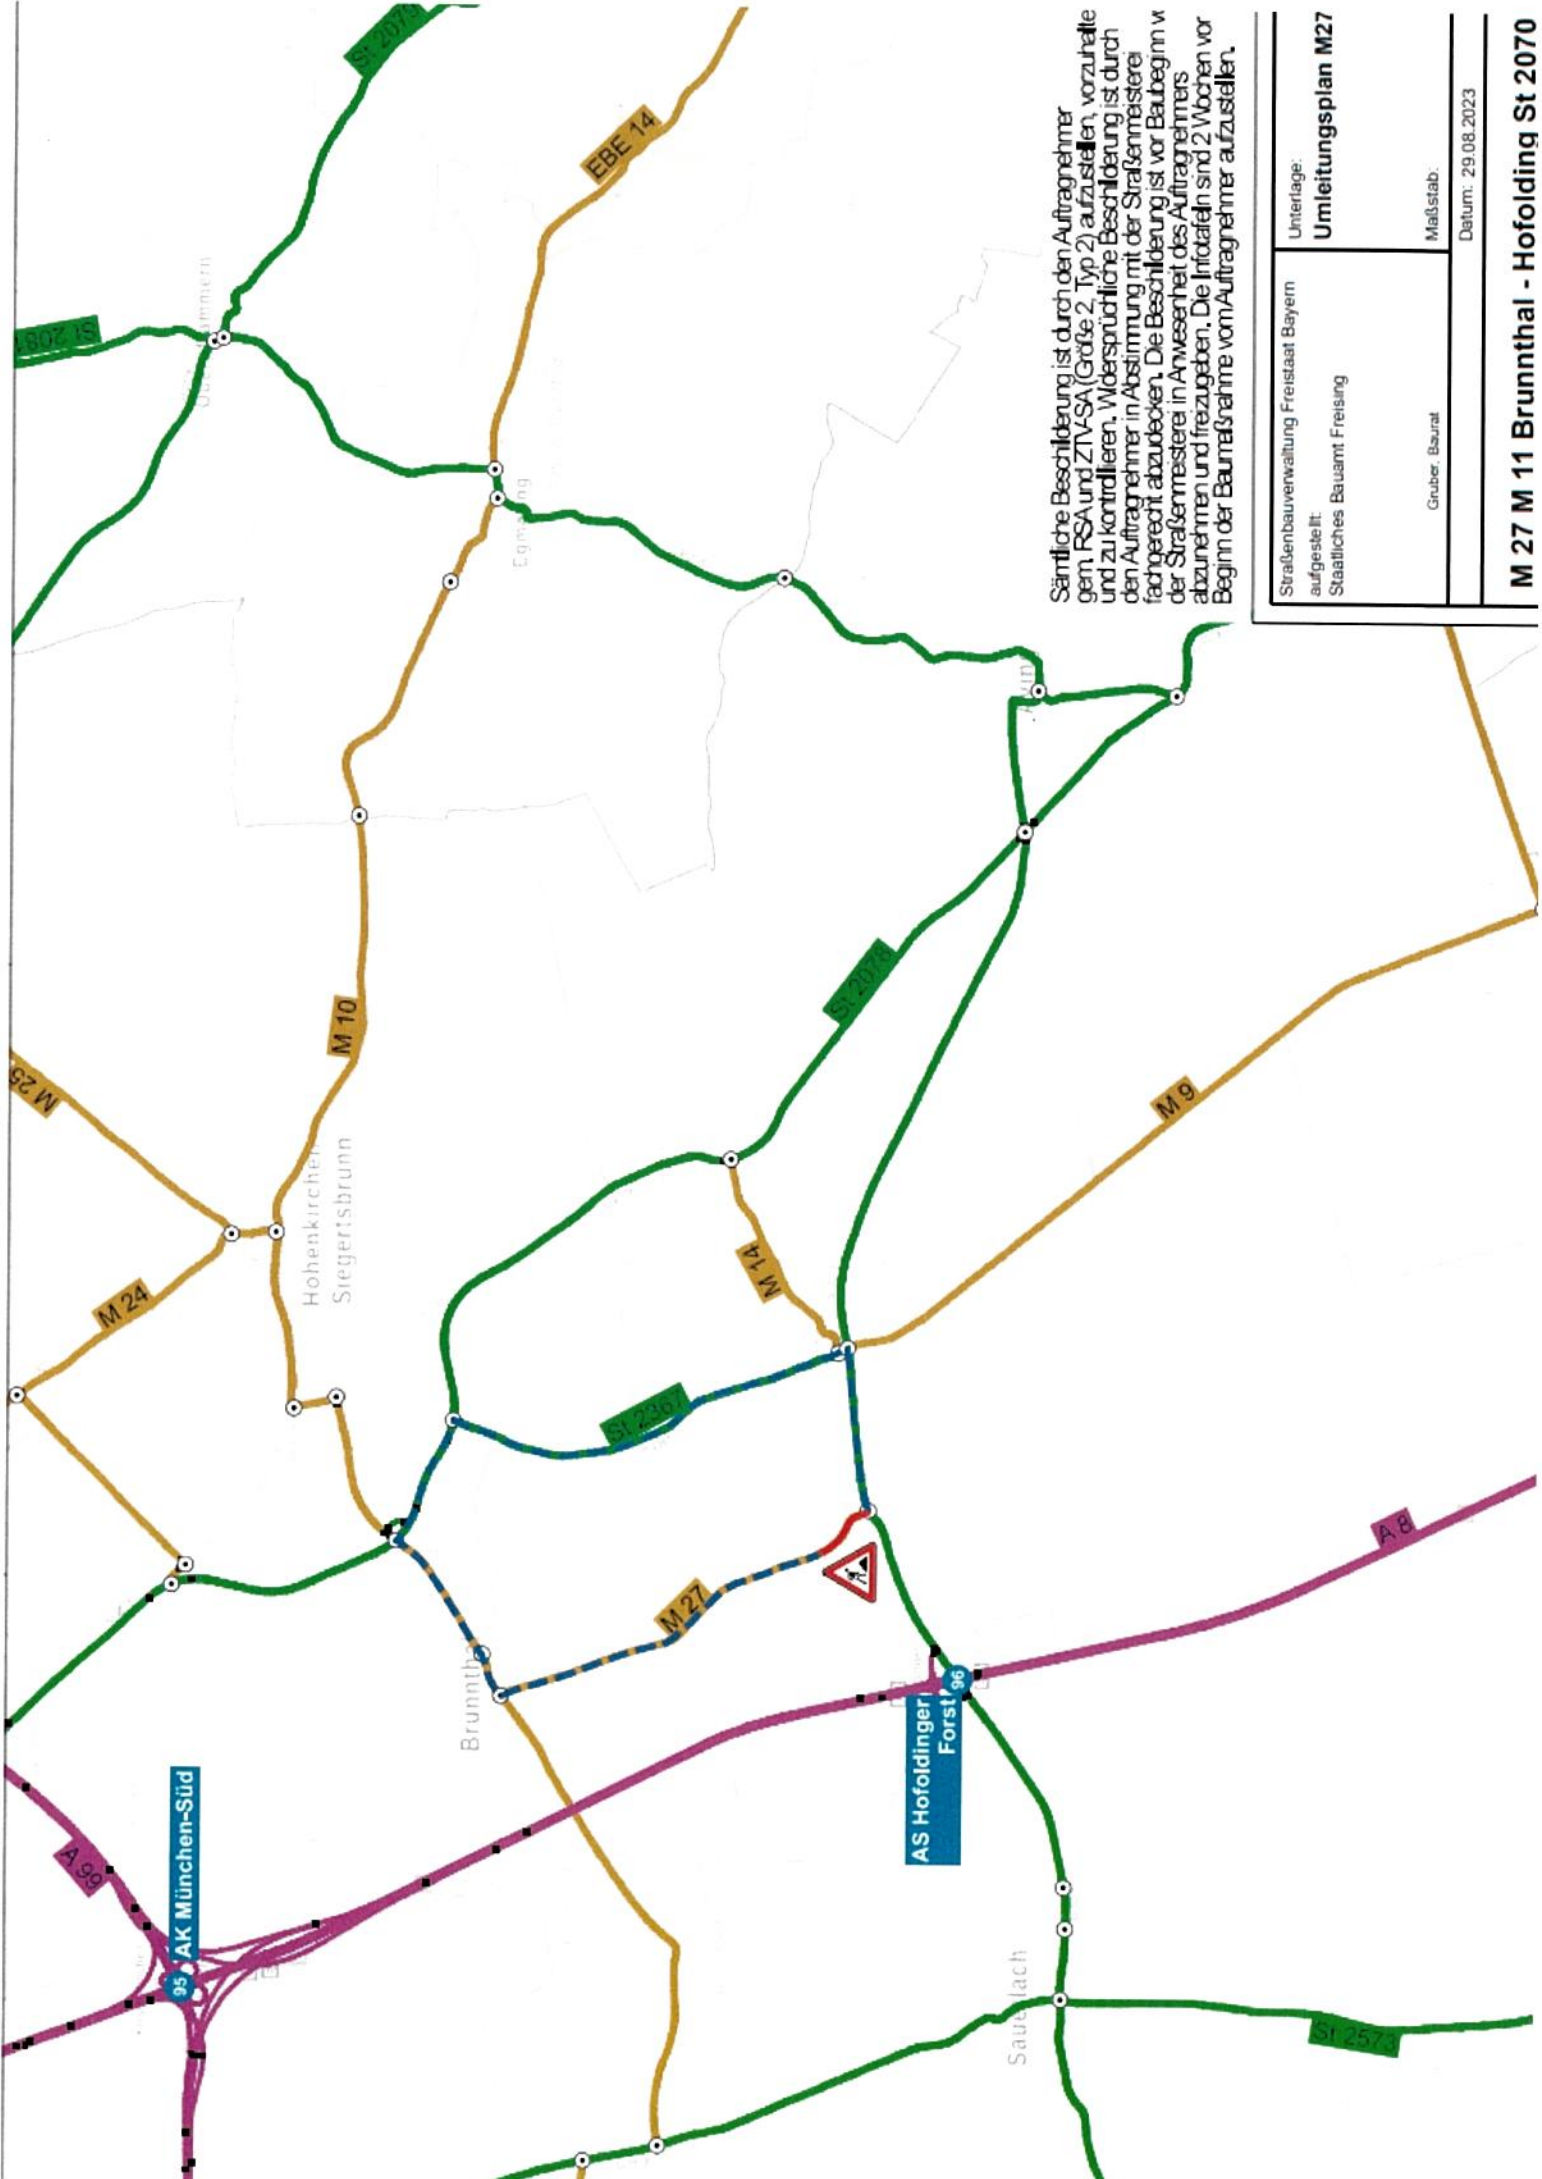 St 2079
St 2081
EBE 14
Egmating
M 25
M 10
Hohenkirchen
Siegertsbrunn
M 24
St 2078
M 14
M 9
St 2367
M 27
Brunnthal
A 8
A 99
95
AK München-Süd
AS Hofoldinger
Forst
96
Sauerlach
St 2573
Sämtliche Beschilderung ist durch den Auftragnehmer
gem. RSA und ZTV-SA (Größe 2, Typ 2) aufzustellen, vorzuhalte
und zu kontrollieren. Widersprüchliche Beschilderung ist durch
den Auftragnehmer in Abstimmung mit der Straßenmeisterei
fachgerecht abzudecken. Die Beschilderung ist vor Baubeginn v
der Straßenmeisterei in Anwesenheit des Auftragnehmers
abzunehmen und freizugeben. Die Infotafeln sind 2 Wochen vor
Beginn der Baumaßnahme vom Auftragnehmer aufzustellen.
Straßenbauverwaltung Freistaat Bayern
aufgestellt:
Staatliches Bauamt Freising
Gruber, Baurat
Unterlage:
Umleitungsplan M27
Maßstab:
Datum: 29.08.2023
M 27 M 11 Brunnthal - Hofolding St 2070